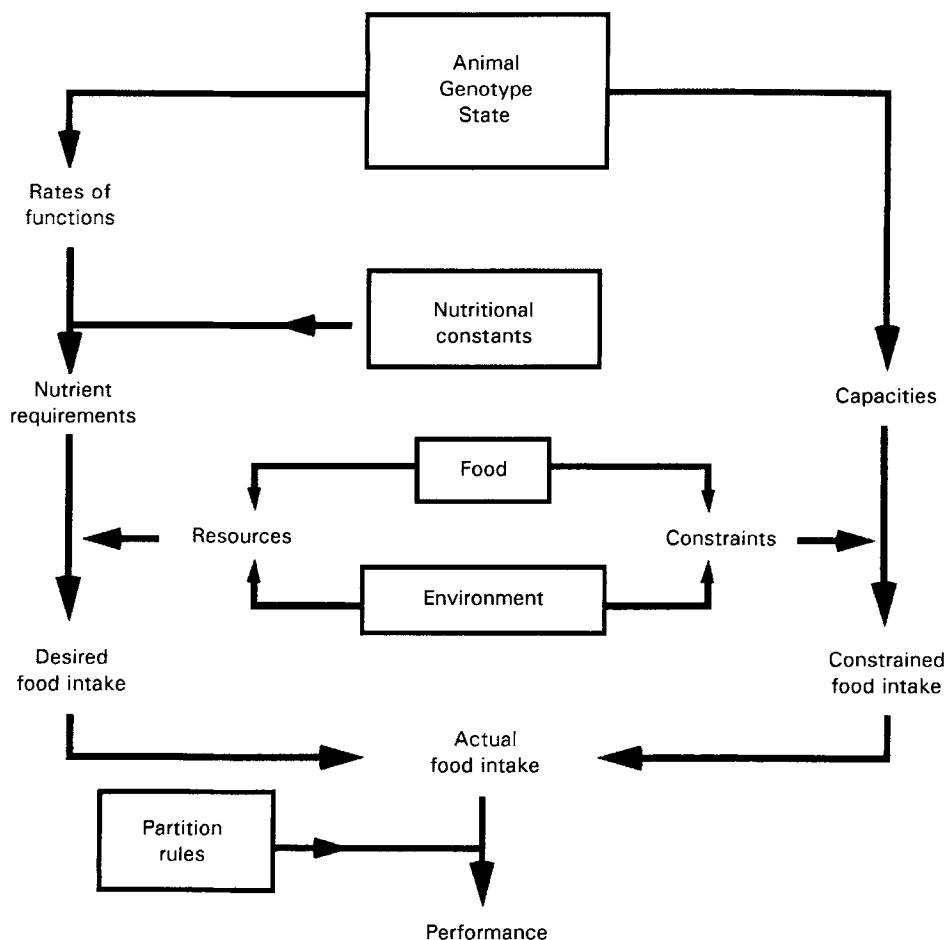 Animal
Genotype
State
Rates of
functions
Nutritional
constants
Nutrient
requirements
Capacities
Food
Resources
Constraints
Environment
Desired
food intake
Constrained
food intake
Actual
food intake
Partition
rules
Performance